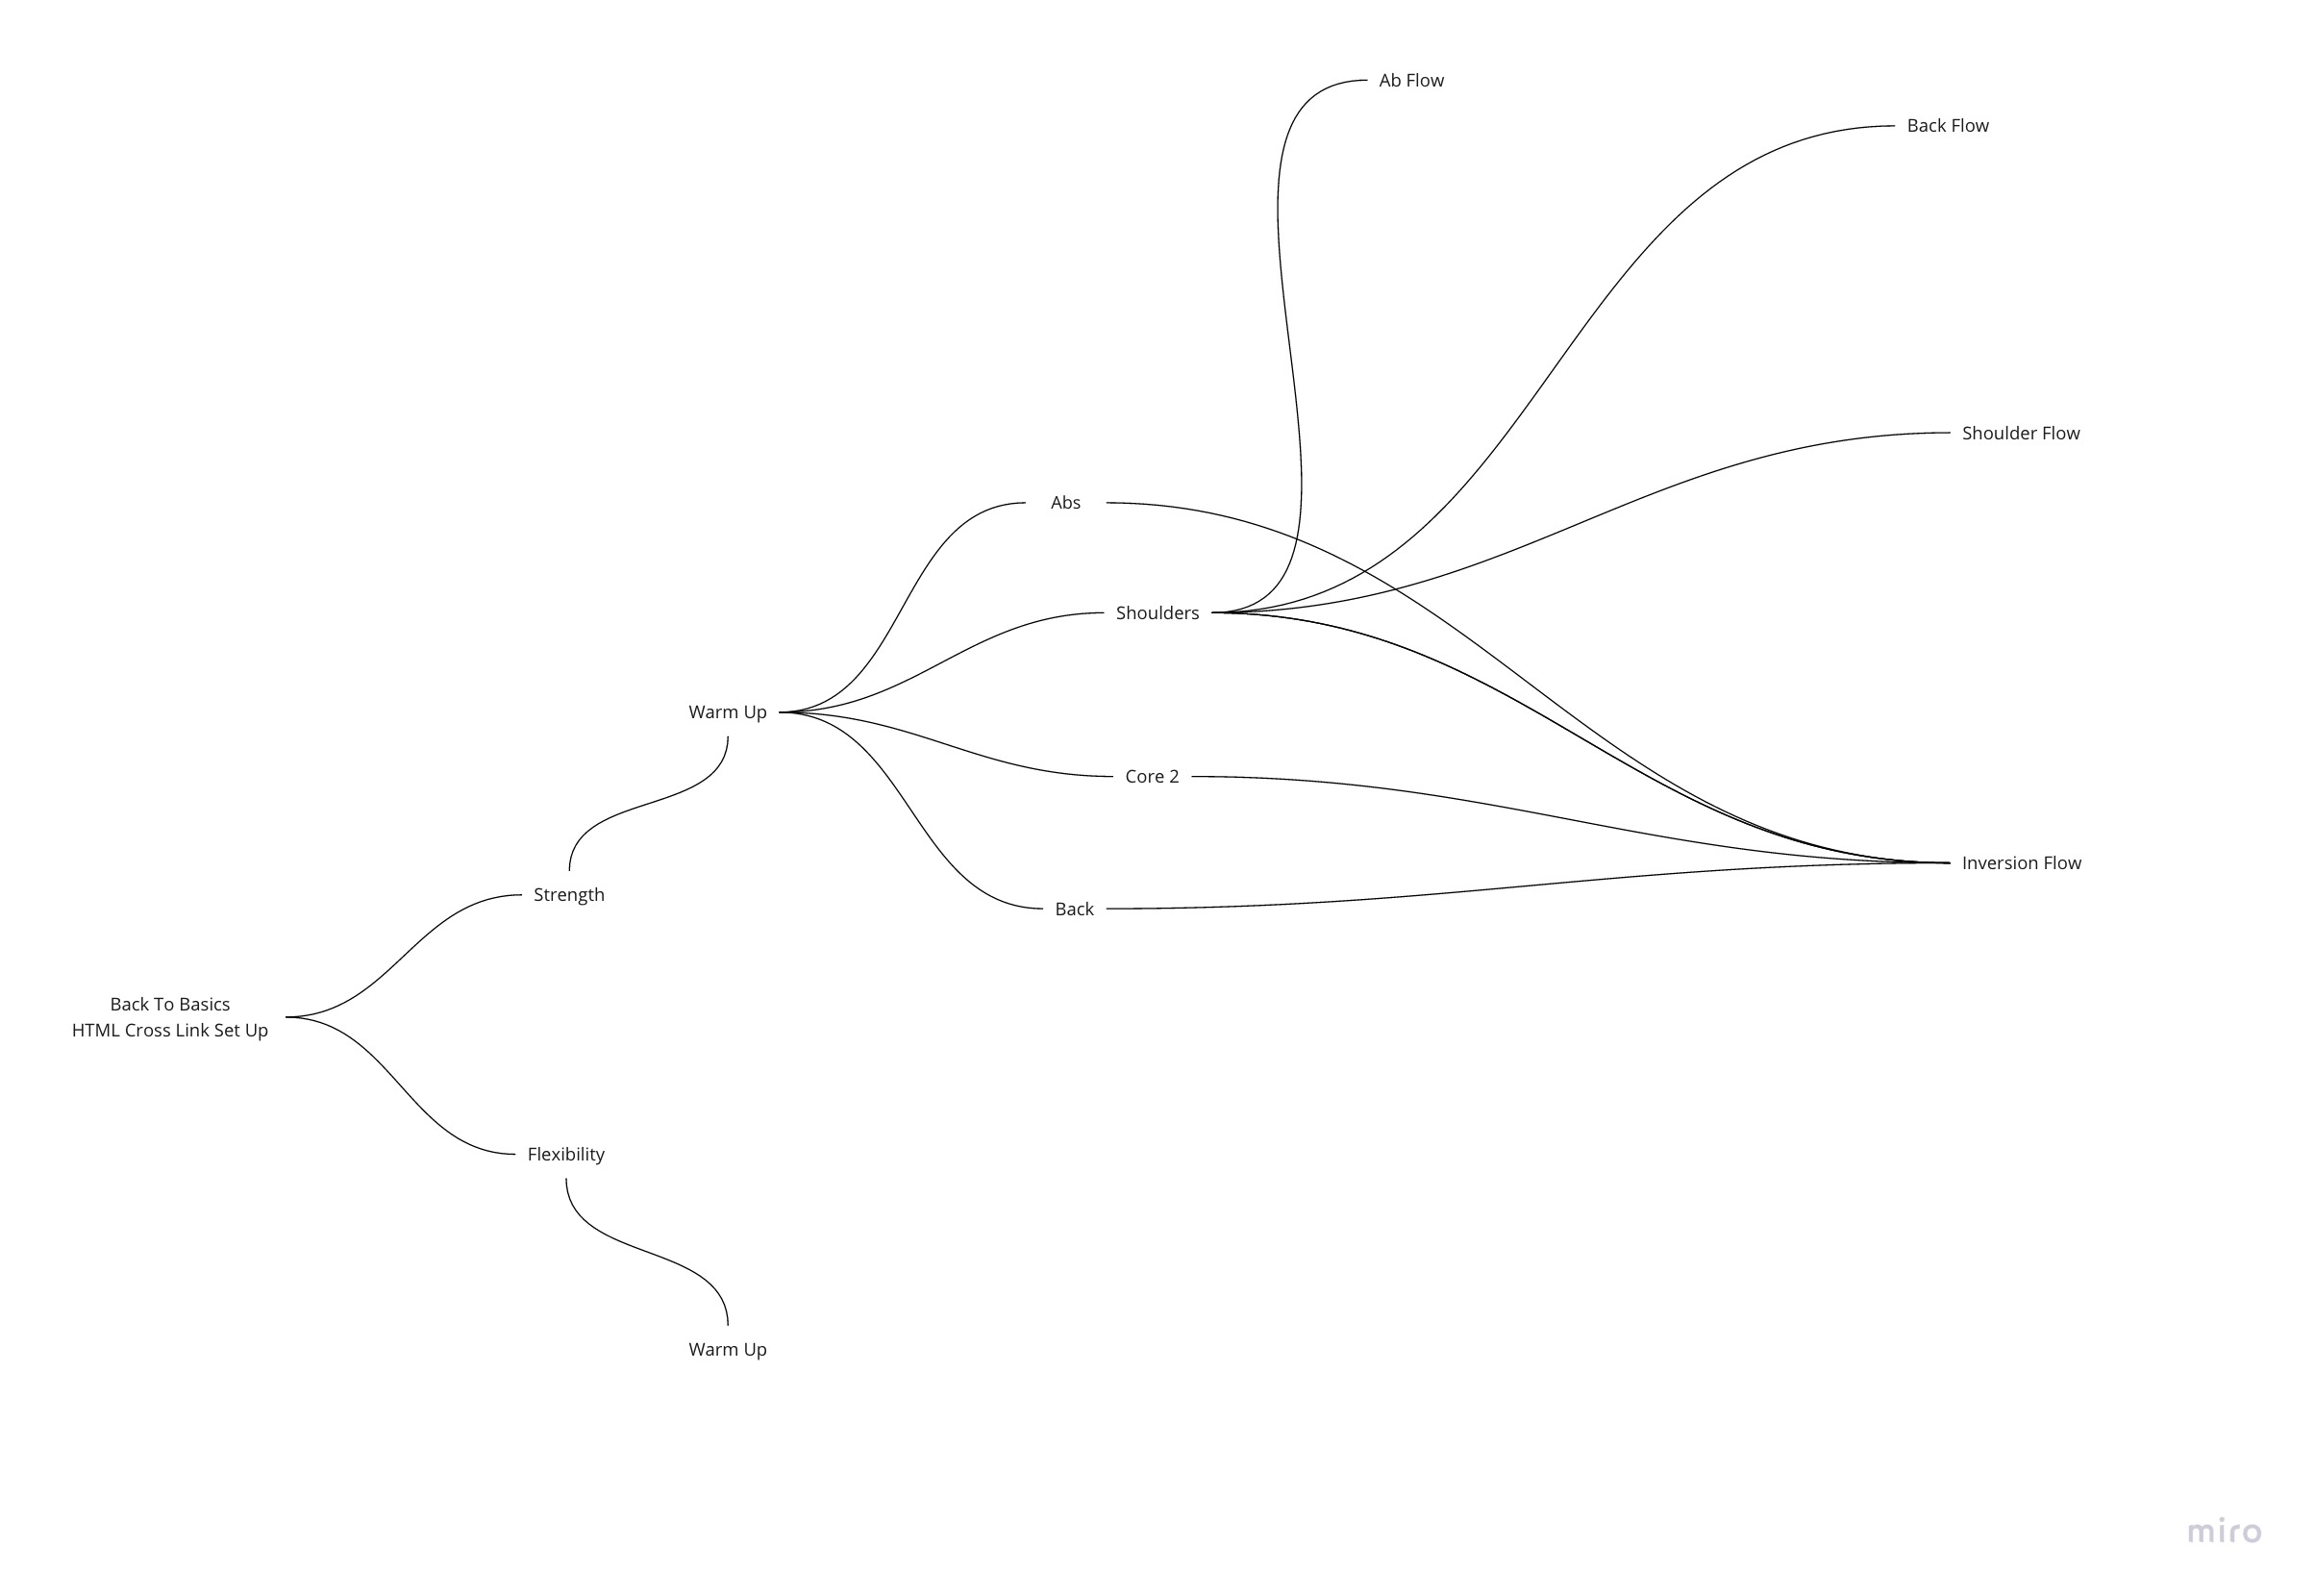 Ab Flow
Back Flow
Shoulder Flow
Abs
Shoulders
Warm Up
Core 2
Inversion Flow
Strength
Back
Back To Basics
HTML Cross Link Set Up
Flexibility
Warm Up
miro